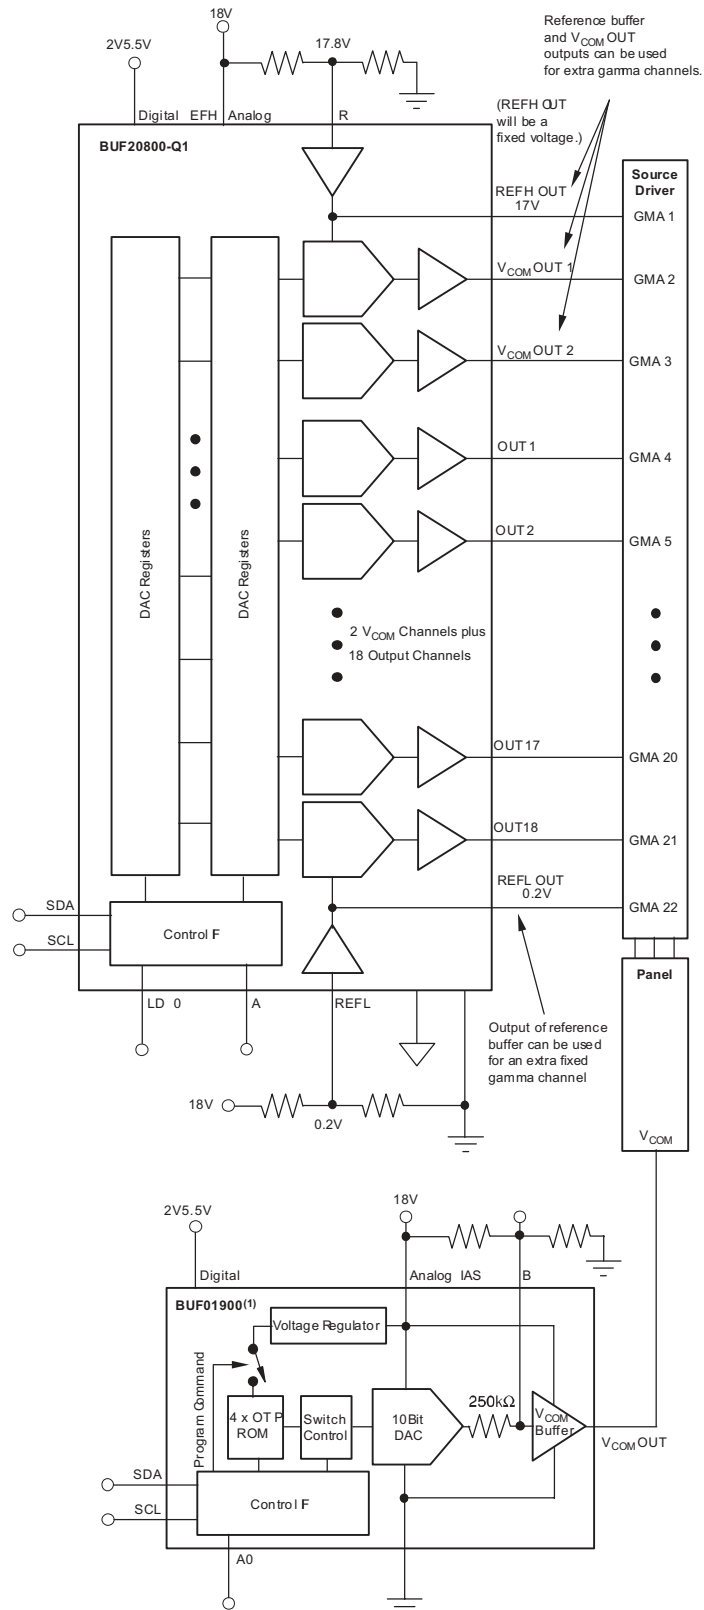 18V
2V5.5V
17.8V
Reference buffer
and VCOM OUT
outputs can be used
for extra gamma channels.
Digital EFH Analog R
(REFH OUT
will be a
fixed voltage.)
BUF20800-Q1
Source
Driver
REFH OUT
17V
GMA 1
VCOM OUT 1
GMA 2
VCOM OUT 2
GMA 3
OUT 1
GMA 4
OUT 2
GMA 5
DAC Registers
DAC Registers
2 VCOM Channels plus
18 Output Channels
OUT 17
GMA 20
OUT18
GMA 21
REFL OUT
0.2V
GMA 22
SDA
SCL
Control F
Panel
LD 0 A REFL
Output of reference
buffer can be used
for an extra fixed
gamma channel
18V
0.2V
VCOM
18V
2V5.5V
Digital
Analog IAS B
BUF01900(1)
Voltage Regulator
Program Command
4 x OTP
ROM
Switch
Control
10Bit
DAC
250kΩ
VCOM
Buffer
VCOM OUT
SDA
SCL
Control F
A0